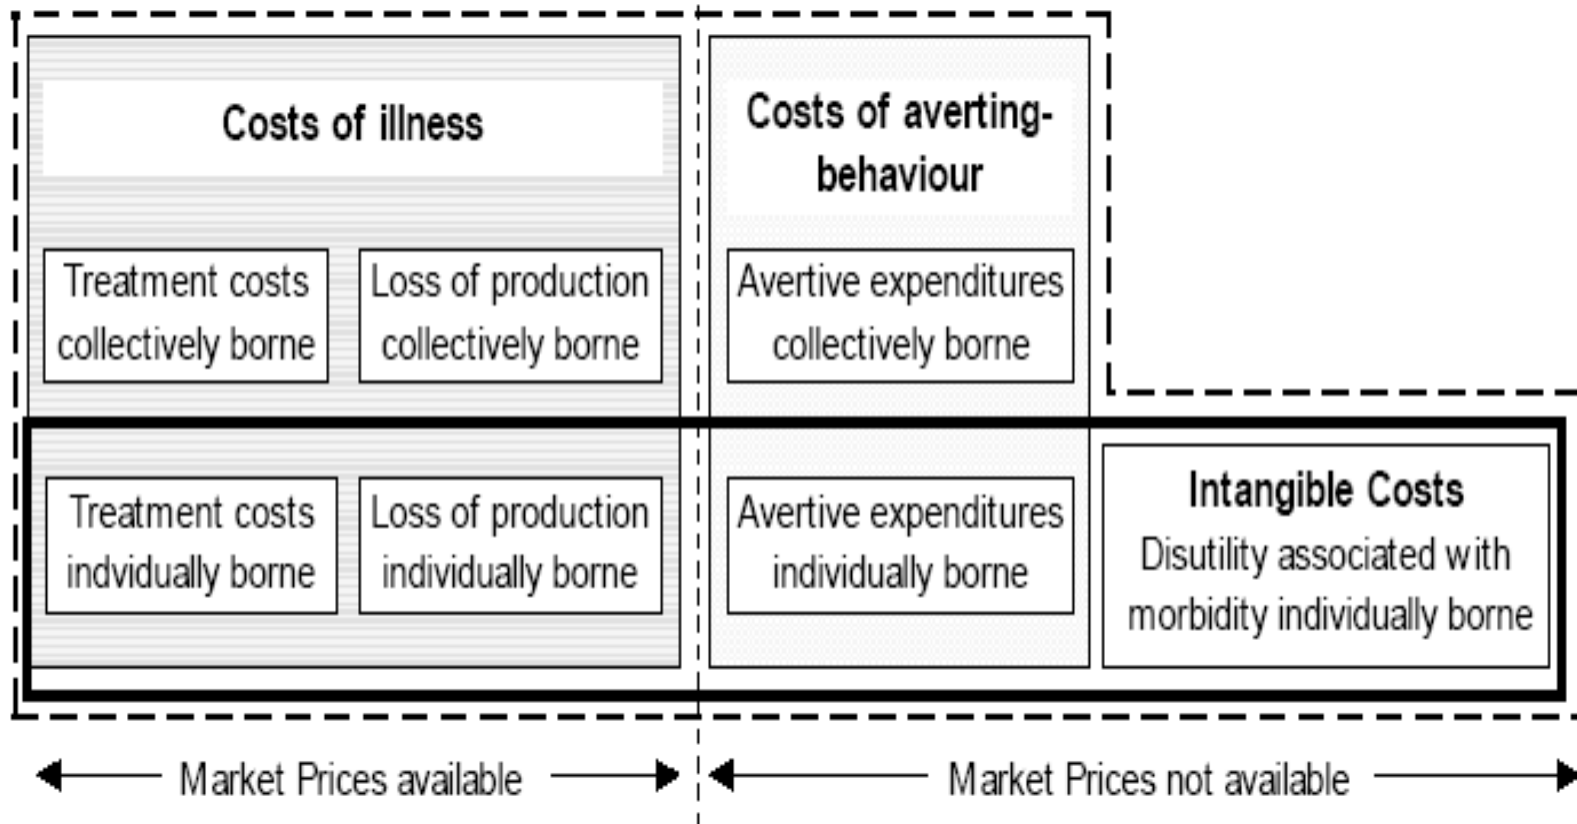 Costs of illness
Costs of averting-
behaviour
Treatment costs
collectively borne
Loss of production
collectively borne
Avertive expenditures
collectively borne
Treatment costs
indvidually borne
Loss of production
individually borne
Avertive expenditures
individually borne
Intangible Costs
Disutility associated with
morbidity individually borne
Market Prices available
Market Prices not available